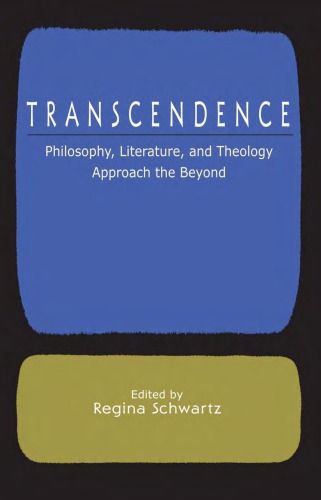 TRANSCENDENCE
Philosophy, Literature, and Theology
Approach the Beyond
Edited by
Regina Schwartz